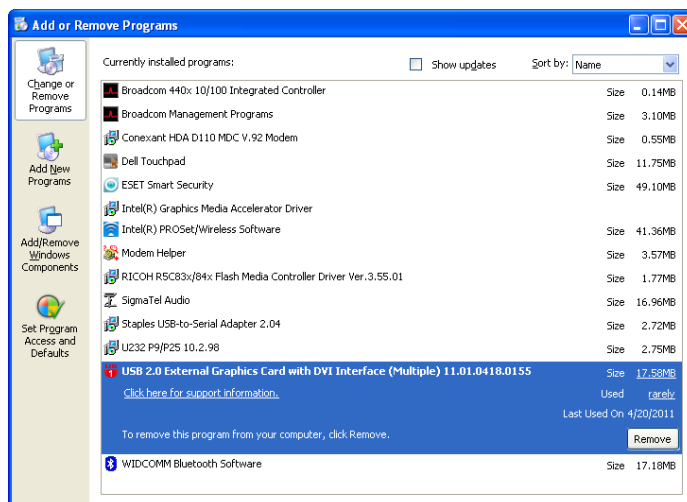 Add or Remove Programs
Change or
Remove
Programs
Add New
Programs
Add/Remove
Windows
Components
Set Program
Access and
Defaults
Currently installed programs:
Show updates
Sort by: Name
Broadcom 440x 10/100 Integrated Controller Size 0.14MB
Broadcom Management Programs Size 3.10MB
Conexant HDA D110 MDC V.92 Modem Size 0.55MB
Dell Touchpad Size 11.75MB
ESET Smart Security Size 49.10MB
Intel(R) Graphics Media Accelerator Driver
Intel(R) PROSet/Wireless Software Size 41.36MB
Modem Helper Size 3.57MB
RICOH R5C83x/84x Flash Media Controller Driver Ver.3.55.01 Size 1.77MB
SigmaTel Audio Size 16.96MB
Staples USB-to-Serial Adapter 2.04 Size 2.72MB
U232 P9/P25 10.2.98 Size 2.75MB
USB 2.0 External Graphics Card with DVI Interface (Multiple) 11.01.0418.0155 Size 17.58MB
Click here for support information. Used rarely
Last Used On 4/20/2011
To remove this program from your computer, click Remove. Remove
WIDCOMM Bluetooth Software Size 17.18MB